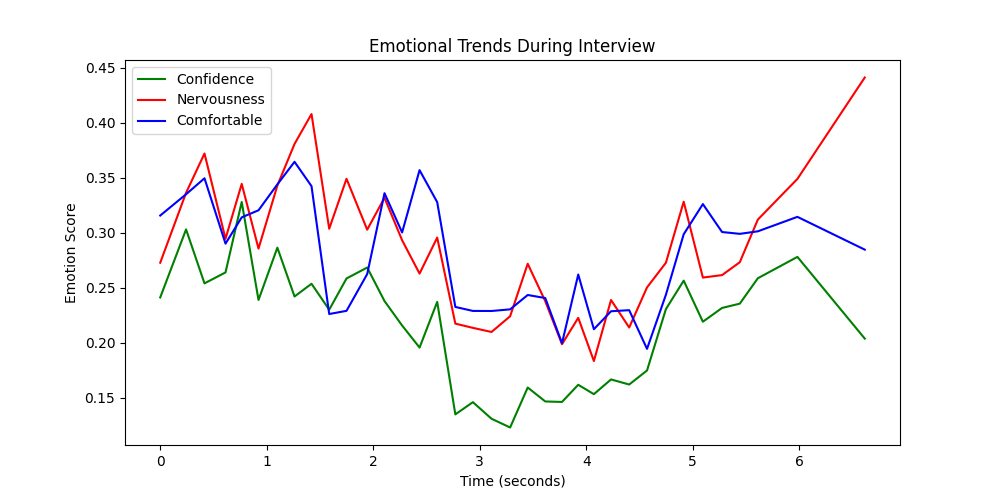 Emotional Trends During Interview
Confidence
Nervousness
Comfortable
Emotion Score
0.45
0.40
0.35
0.30
0.25
0.20
0.15
0 1 2 3 4 5 6
Time (seconds)